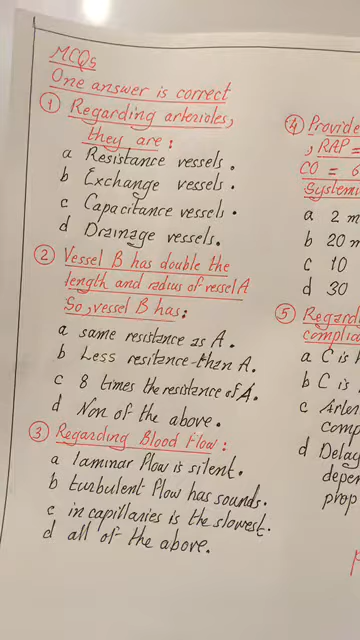 MCQs
One answer is correct
① Regarding arterioles,
they are:
a Resistance vessels.
b Exchange vessels.
c Capacitance vessels.
d Drainage vessels.
② Vessel B has double the
length and radius of vessel A
So, vessel B has:
a same resistance as A.
b Less resitance than A.
c 8 times the resistance of A.
d Non of the above.
③ Regarding Blood Flow:
a laminar flow is silent.
b turbulent flow has sounds.
c in capillaries is the slowest.
d all of the above.
④ Provide
, RAP =
CO = 6
Systemi
a 2 m
b 20 m
c 10
d 30
⑤ Regard
complia
a C is
b C is
c Arter
comp
d Delay
depen
prop